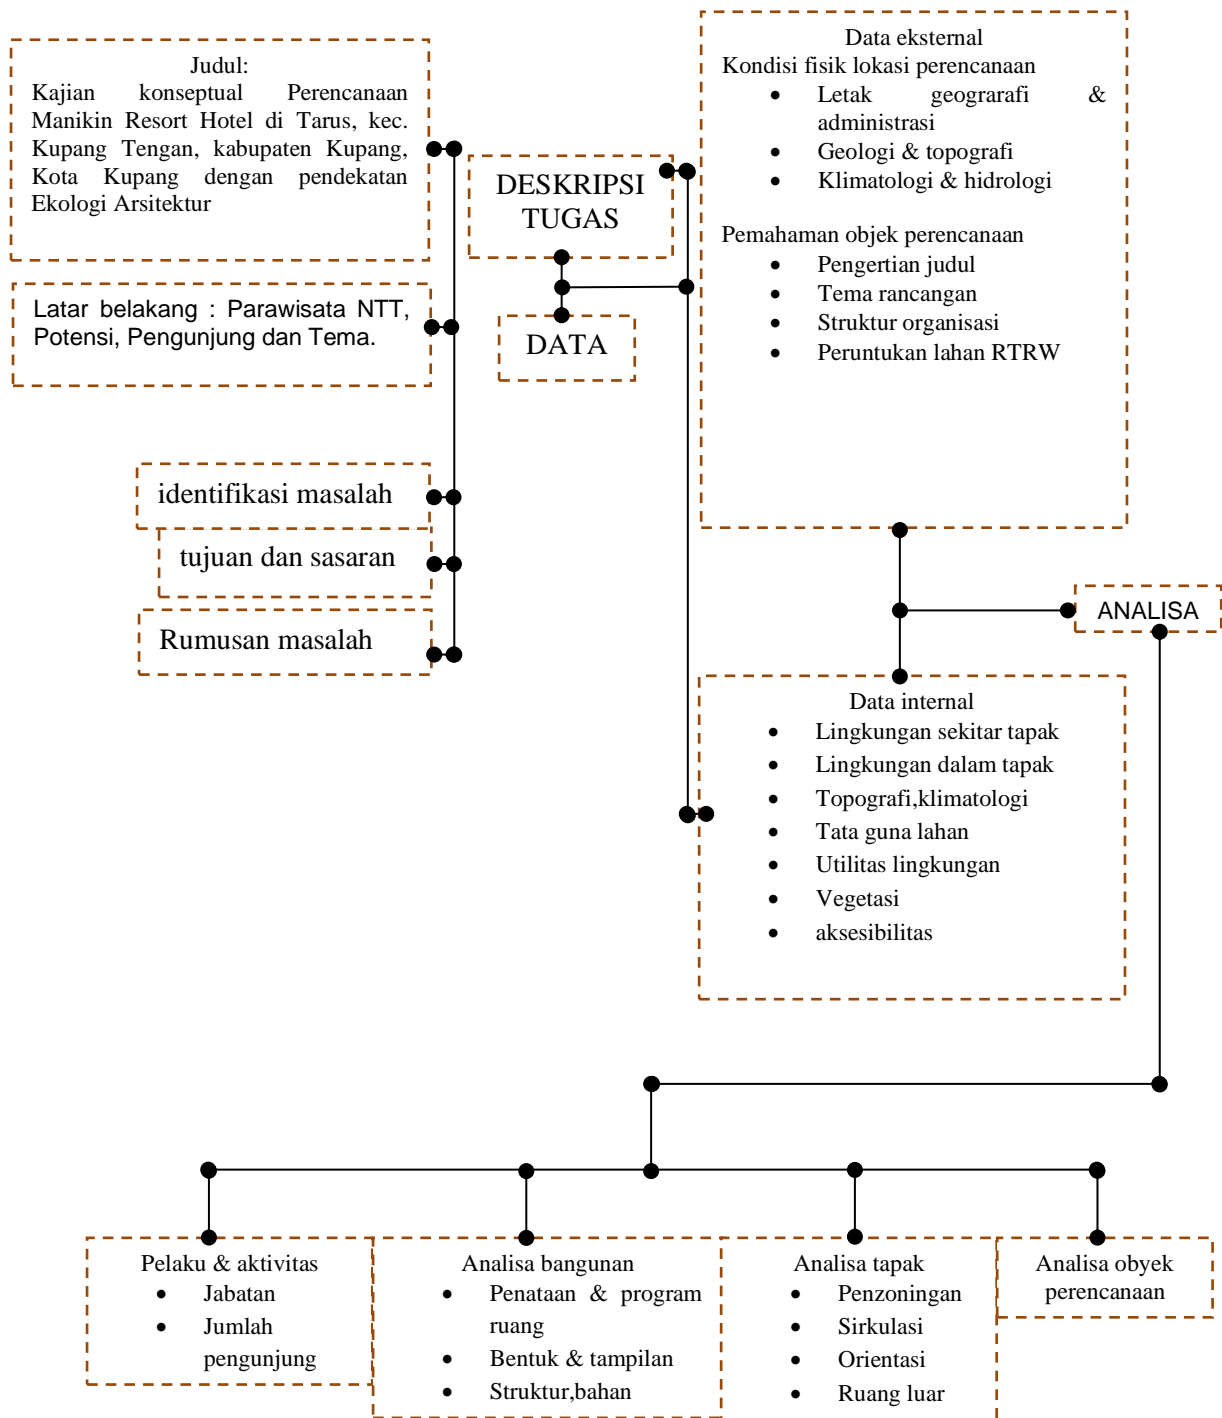 Judul:
Kajian konseptual Perencanaan
Manikin Resort Hotel di Tarus, kec.
Kupang Tengan, kabupaten Kupang,
Kota Kupang dengan pendekatan
Ekologi Arsitektur
Latar belakang : Parawisata NTT,
Potensi, Pengunjung dan Tema.
identifikasi masalah
tujuan dan sasaran
Rumusan masalah
DESKRIPSI
TUGAS
DATA
Data eksternal
Kondisi fisik lokasi perencanaan
• Letak geograrafi &
administrasi
• Geologi & topografi
• Klimatologi & hidrologi
Pemahaman objek perencanaan
• Pengertian judul
• Tema rancangan
• Struktur organisasi
• Peruntukan lahan RTRW
ANALISA
Data internal
• Lingkungan sekitar tapak
• Lingkungan dalam tapak
• Topografi,klimatologi
• Tata guna lahan
• Utilitas lingkungan
• Vegetasi
• aksesibilitas
Pelaku & aktivitas
• Jabatan
• Jumlah
pengunjung
Analisa bangunan
• Penataan & program
ruang
• Bentuk & tampilan
• Struktur,bahan
Analisa tapak
• Penzoningan
• Sirkulasi
• Orientasi
• Ruang luar
Analisa obyek
perencanaan